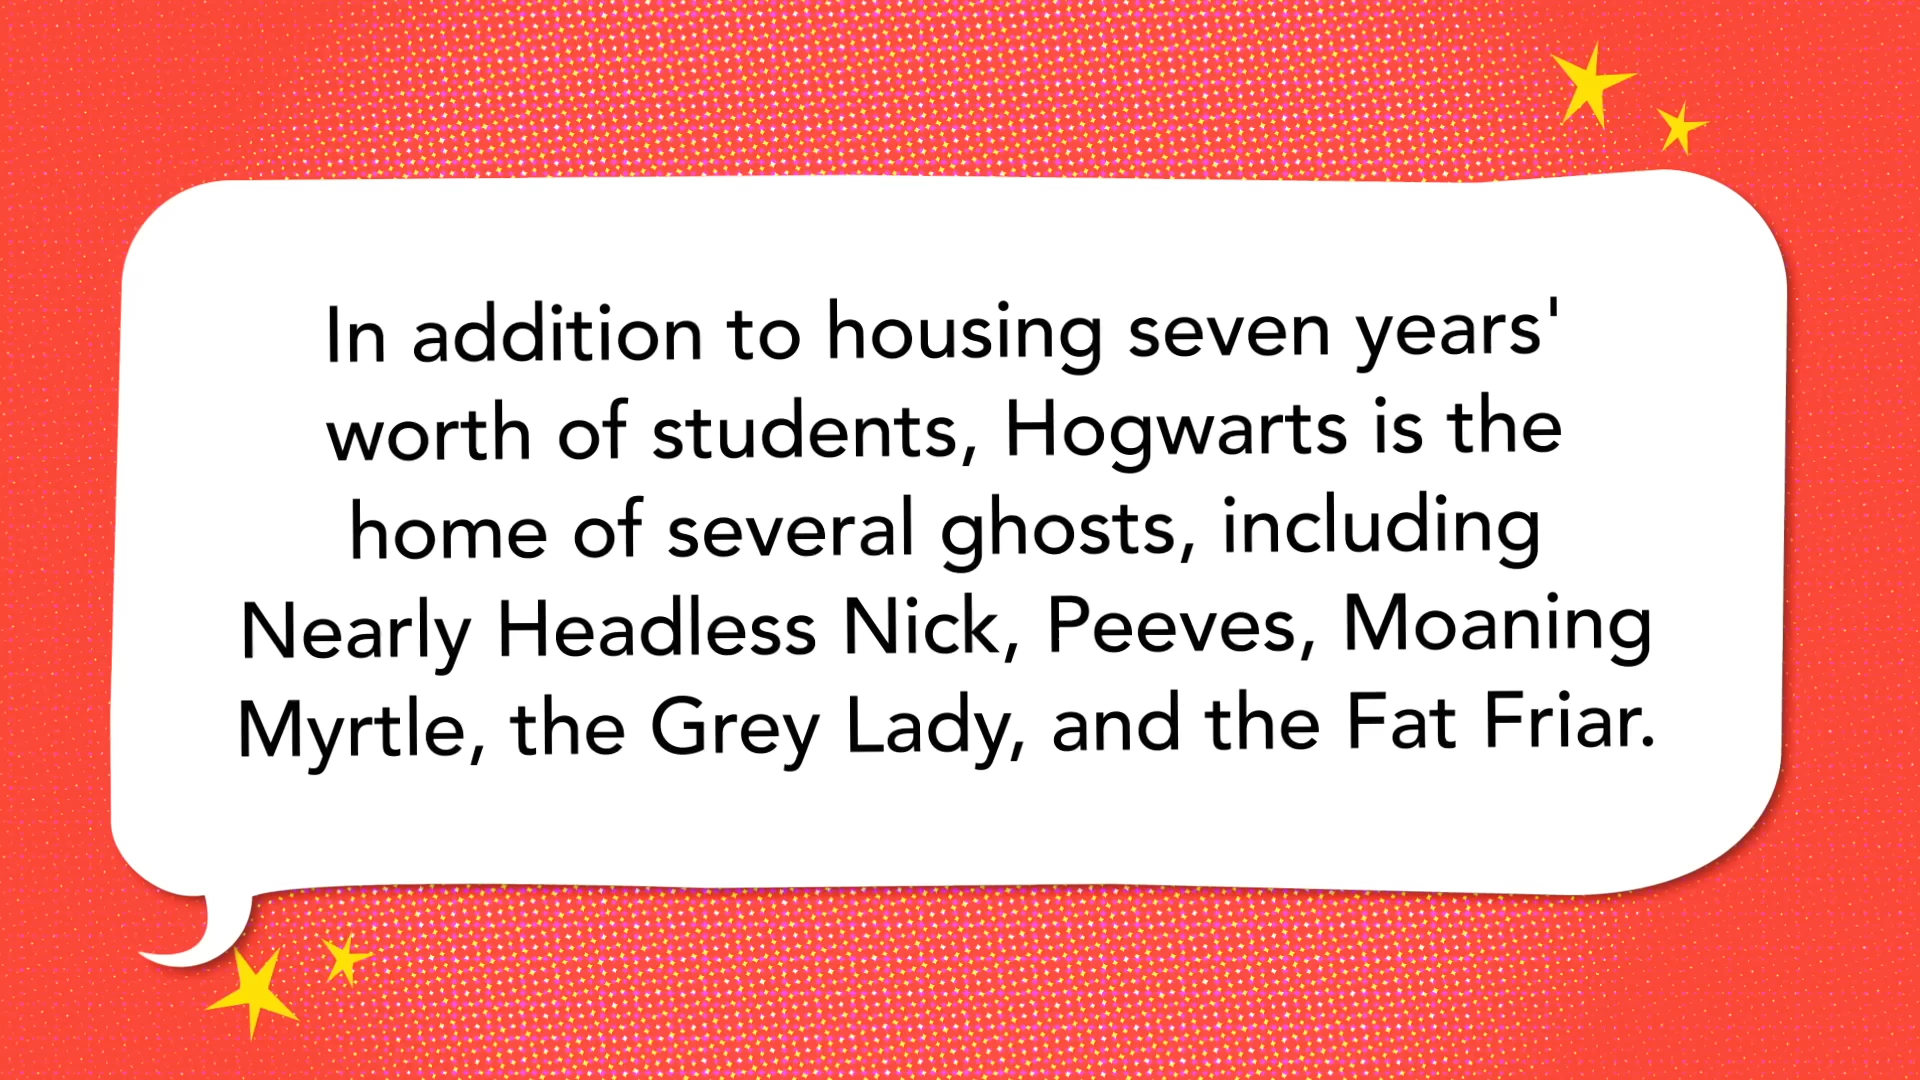 In addition to housing seven years'
worth of students, Hogwarts is the
home of several ghosts, including
Nearly Headless Nick, Peeves, Moaning
Myrtle, the Grey Lady, and the Fat Friar.